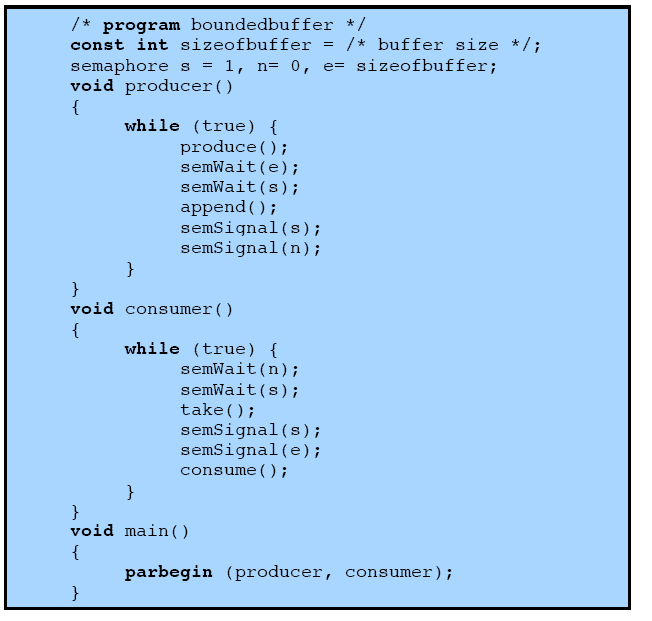 /* program boundedbuffer */
const int sizeofbuffer = /* buffer size */;
semaphore s = 1, n= 0, e= sizeofbuffer;
void producer()
{
while (true) {
produce();
semWait(e);
semWait(s);
append();
semSignal(s);
semSignal(n);
}
}
void consumer()
{
while (true) {
semWait(n);
semWait(s);
take();
semSignal(s);
semSignal(e);
consume();
}
}
void main()
{
parbegin (producer, consumer);
}